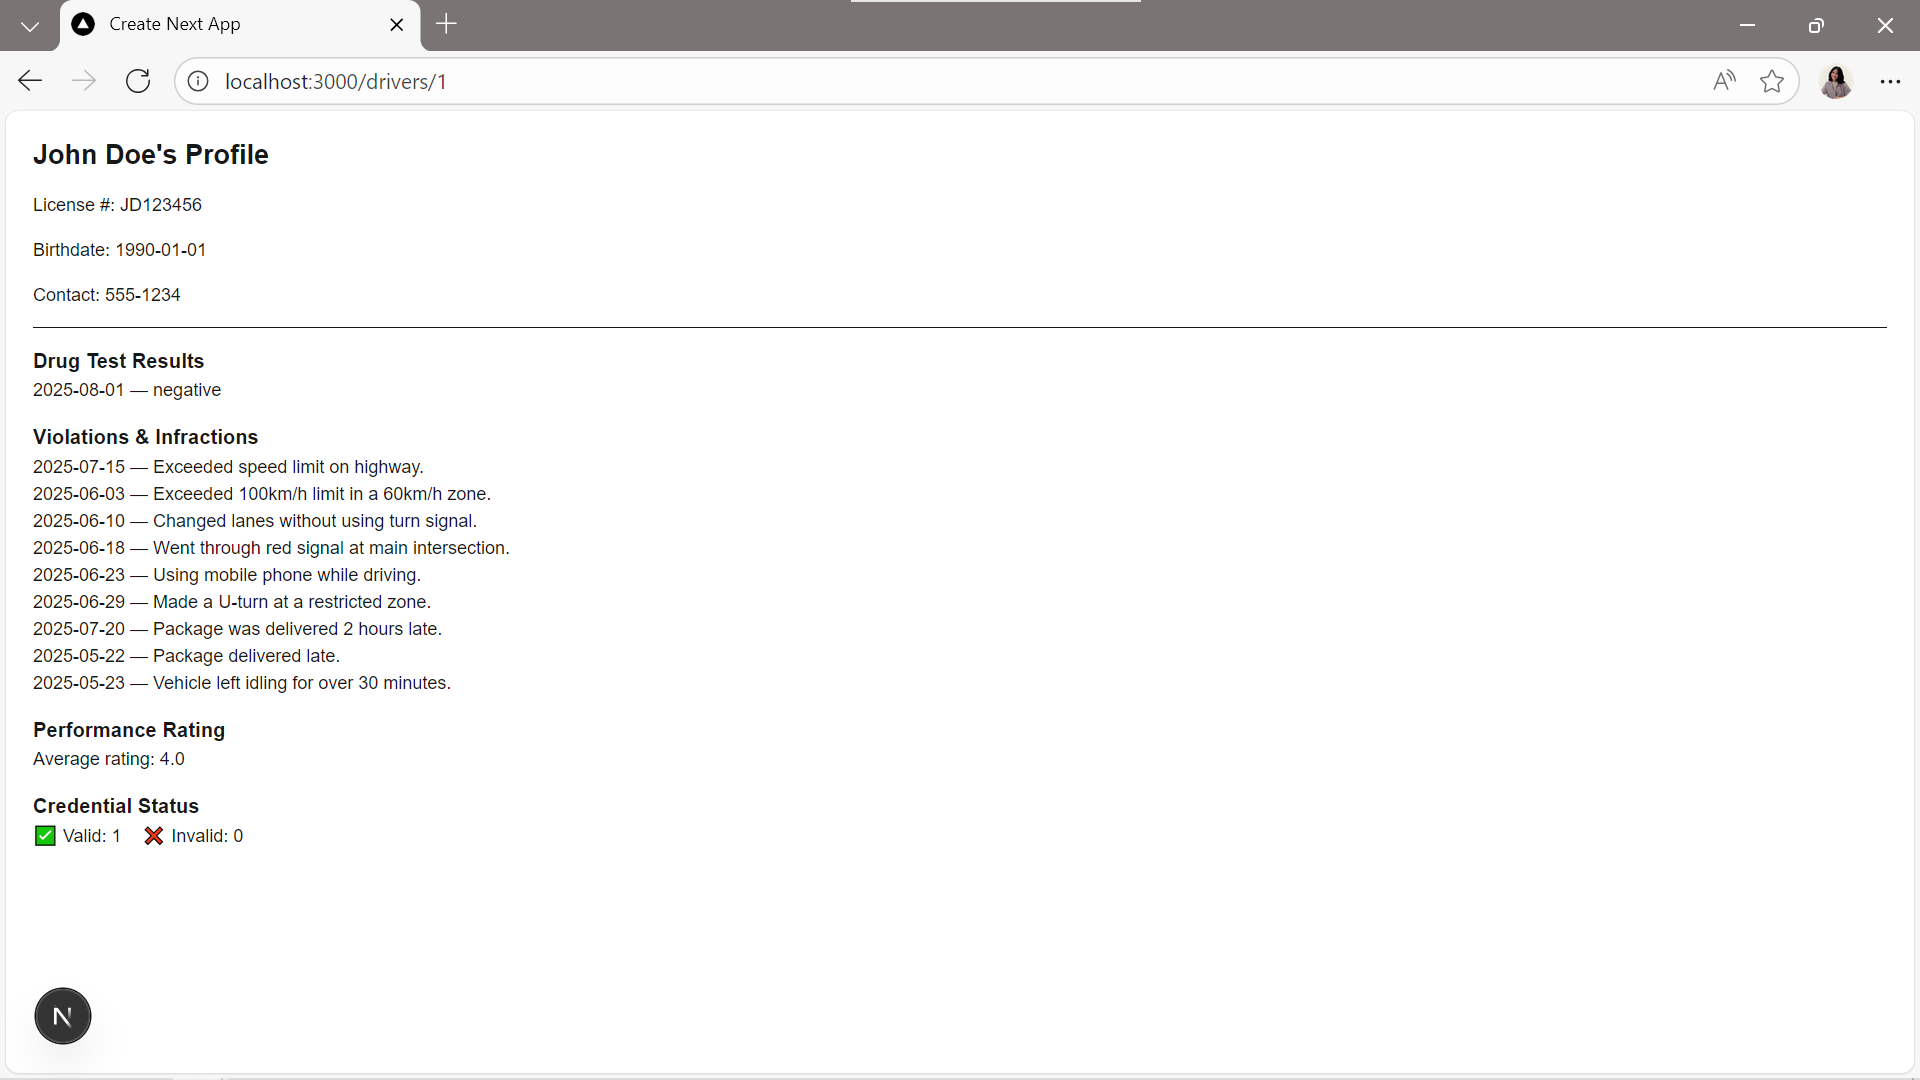 Create Next App
localhost:3000/drivers/1
John Doe's Profile
License #: JD123456
Birthdate: 1990-01-01
Contact: 555-1234
Drug Test Results
2025-08-01 — negative
Violations & Infractions
2025-07-15 — Exceeded speed limit on highway.
2025-06-03 — Exceeded 100km/h limit in a 60km/h zone.
2025-06-10 — Changed lanes without using turn signal.
2025-06-18 — Went through red signal at main intersection.
2025-06-23 — Using mobile phone while driving.
2025-06-29 — Made a U-turn at a restricted zone.
2025-07-20 — Package was delivered 2 hours late.
2025-05-22 — Package delivered late.
2025-05-23 — Vehicle left idling for over 30 minutes.
Performance Rating
Average rating: 4.0
Credential Status
✅ Valid: 1 ❌ Invalid: 0
N